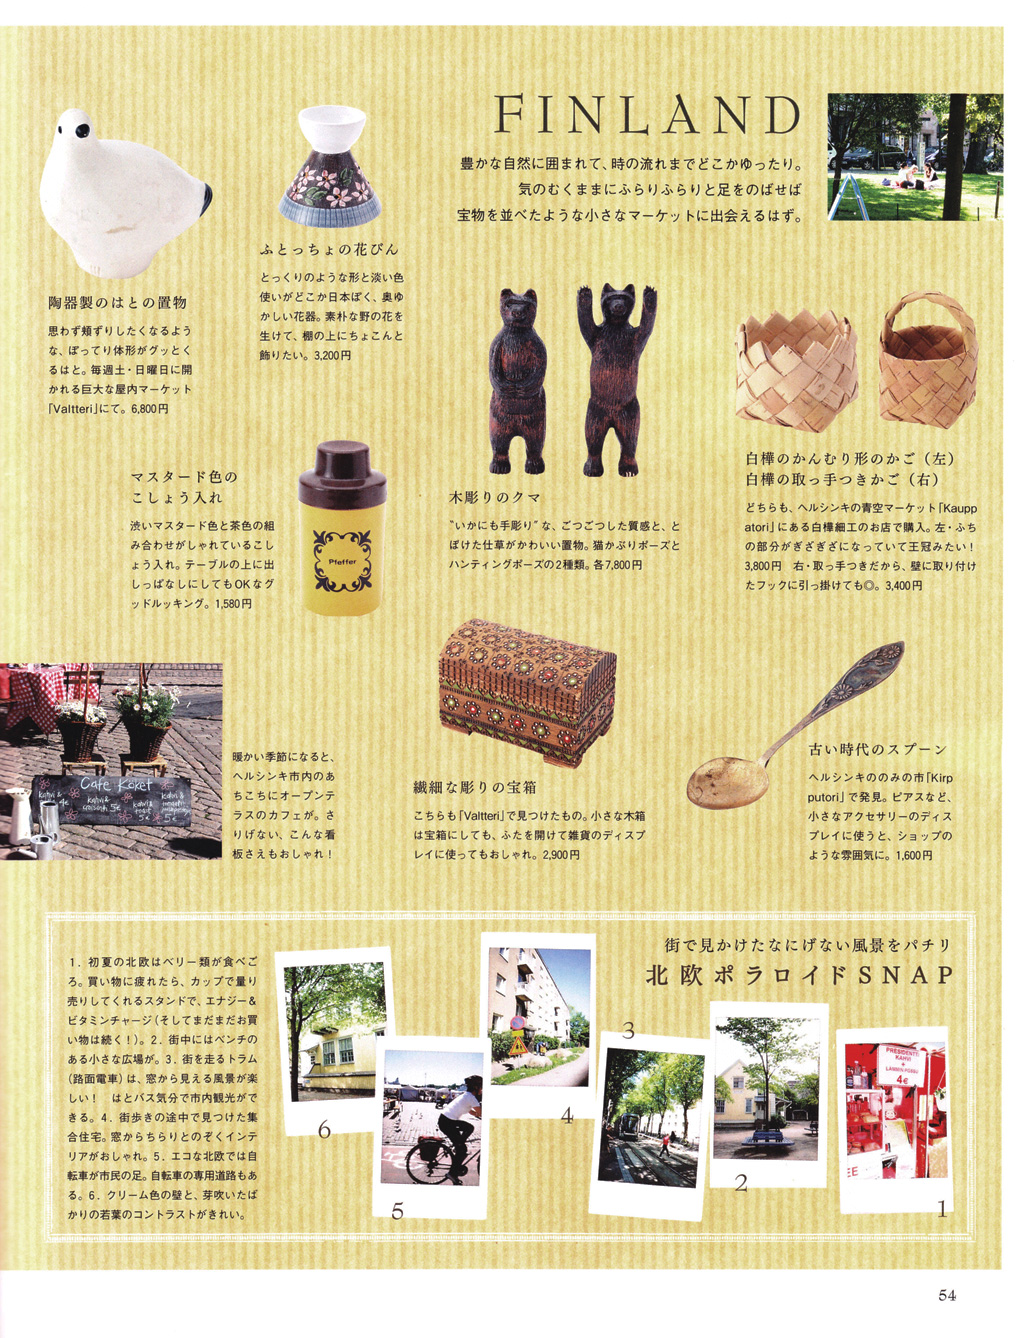 FINLAND
豊かな自然に囲まれて、時の流れまでどこかゆったり。
気のむくままにふらりふらりと足をのばせば
宝物を並べたような小さなマーケットに出会えるはず。
陶器製のはとの置物
思わず頬ずりしたくなるよう
な、ぽってり体形がグッとく
るはと。毎週土・日曜日に開
かれる巨大な屋内マーケット
「Valtteri」にて。6,800円
ふとっちょの花びん
とっくりのような形と淡い色
使いがどこか日本ぽく、奥ゆ
かしい花器。素朴な野の花を
生けて、棚の上にちょこんと
飾りたい。3,200円
マスタード色の
こしょう入れ
渋いマスタード色と茶色の組
み合わせがしゃれているこし
ょう入れ。テーブルの上に出
しっぱなしにしてもOKなグ
ッドルッキング。1,580円
Pfeffer
木彫りのクマ
“いかにも手彫り”な、ごつごつした質感と、と
ぼけた仕草がかわいい置物。猫かぶりポーズと
ハンティングポーズの2種類。各7,800円
白樺のかんむり形のかご（左）
白樺の取っ手つきかご（右）
どちらも、ヘルシンキの青空マーケット「Kaupp
atori」にある白樺細工のお店で購入。左・ふち
の部分がぎざぎざになっていて王冠みたい！
3,800円　右・取っ手つきだから、壁に取り付け
たフックに引っ掛けても◎。3,400円
Cafe Köket
暖かい季節になると、
ヘルシンキ市内のあ
ちこちにオープンテ
ラスのカフェが。さ
りげない、こんな看
板さえもおしゃれ！
繊細な彫りの宝箱
こちらも「Valtteri」で見つけたもの。小さな木箱
は宝箱にしても、ふたを開けて雑貨のディスプ
レイに使ってもおしゃれ。2,900円
古い時代のスプーン
ヘルシンキののみの市「Kirp
putori」で発見。ピアスなど、
小さなアクセサリーのディス
プレイに使うと、ショップの
ような雰囲気に。1,600円
街で見かけたなにげない風景をパチリ
北欧ポラロイドSNAP
1．初夏の北欧はベリー類が食べご
ろ。買い物に疲れたら、カップで量り
売りしてくれるスタンドで、エナジー&
ビタミンチャージ（そしてまだまだお買
い物は続く！）。2．街中にはベンチの
ある小さな広場が。3．街を走るトラム
（路面電車）は、窓から見える風景が楽
しい！　はとバス気分で市内観光がで
きる。4．街歩きの途中で見つけた集
合住宅。窓からちらりとのぞくインテ
リアがおしゃれ。5．エコな北欧では自
転車が市民の足。自転車の専用道路もあ
る。6．クリーム色の壁と、芽吹いたば
かりの若葉のコントラストがきれい。
6
5
4
3
2
PRESIDENTTI
KAHVI
+
4€
1
54